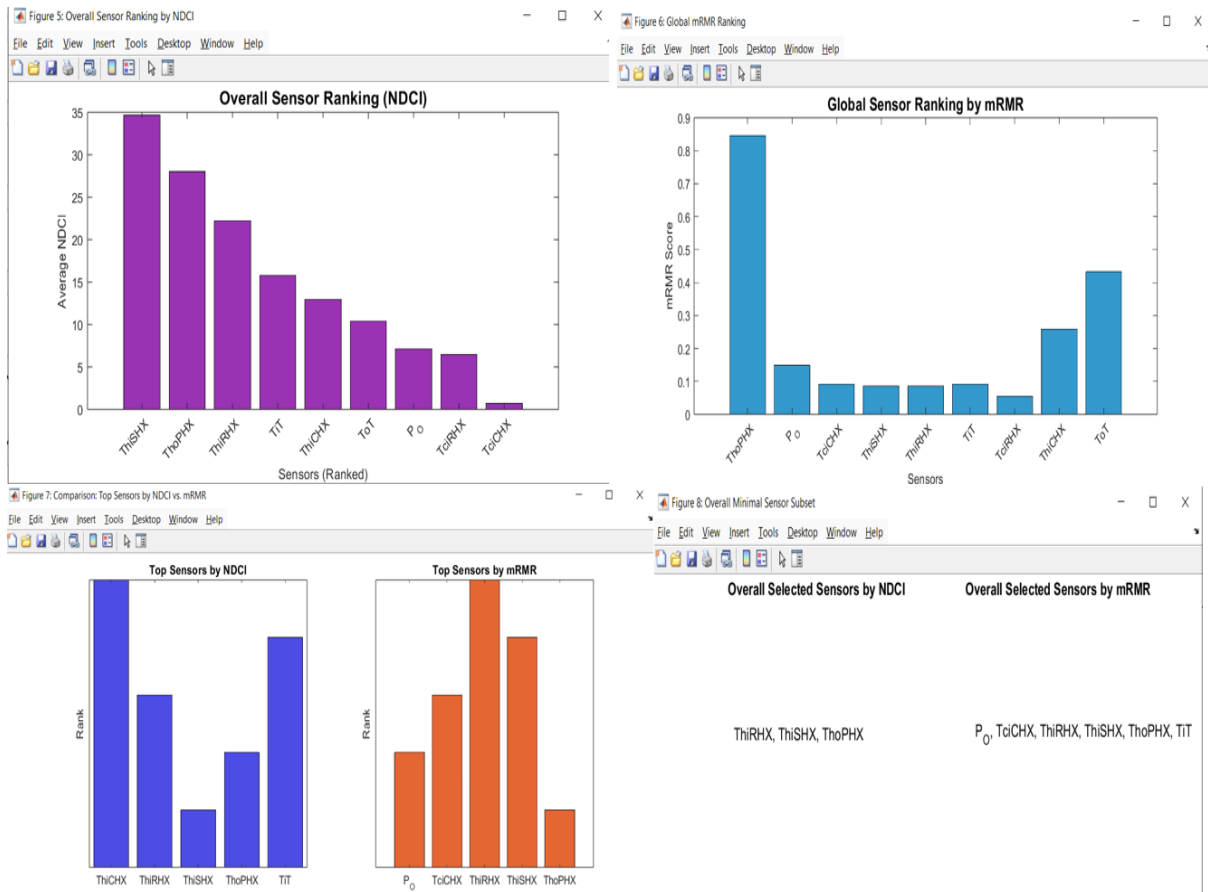 Figure 5: Overall Sensor Ranking by NDCI
File Edit View Insert Tools Desktop Window Help
Overall Sensor Ranking (NDCI)
35
30
25
20
15
10
5
0
Average NDCI
ThiSHX ThoPHX ThiRHX TiT ThiCHX ToT PO TciRHX TciCHX
Sensors (Ranked)
Figure 6: Global mRMR Ranking
File Edit View Insert Tools Desktop Window Help
Global Sensor Ranking by mRMR
0.9
0.8
0.7
0.6
0.5
0.4
0.3
0.2
0.1
0
mRMR Score
ThoPHX PO TciCHX ThiSHX ThiRHX TiT TciRHX ThiCHX ToT
Sensors
Figure 7: Comparison: Top Sensors by NDCI vs. mRMR
File Edit View Insert Tools Desktop Window Help
Top Sensors by NDCI
Rank
ThiCHX ThiRHX ThiSHX ThoPHX TiT
Top Sensors by mRMR
Rank
PO TciCHX ThiRHX ThiSHX ThoPHX
Figure 8: Overall Minimal Sensor Subset
File Edit View Insert Tools Desktop Window Help
Overall Selected Sensors by NDCI
ThiRHX, ThiSHX, ThoPHX
Overall Selected Sensors by mRMR
PO, TciCHX, ThiRHX, ThiSHX, ThoPHX, TiT